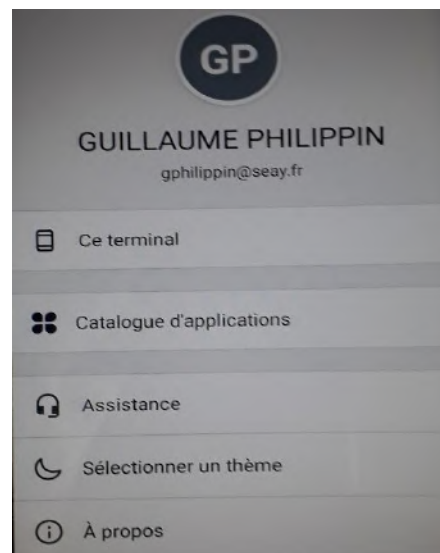 GP
GUILLAUME PHILIPPIN
gphilippin@seay.fr
Ce terminal
Catalogue d'applications
Assistance
Sélectionner un thème
À propos